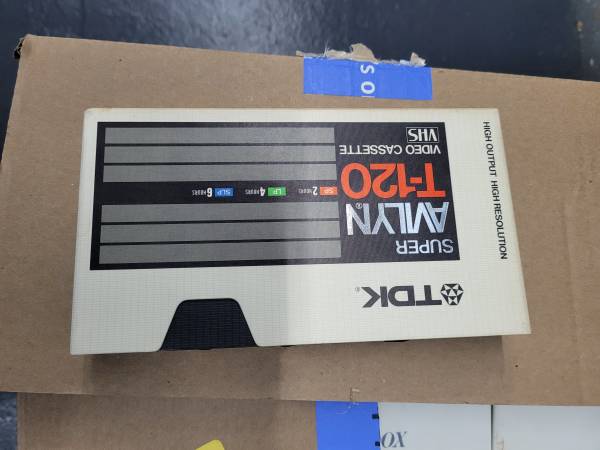 TDK®
SUPER
AVILYN®
T-120
VIDEO CASSETTE
VHS
SP 2 HOURS
LP 4 HOURS
SLP 6 HOURS
HIGH OUTPUT HIGH RESOLUTION
S O
OX